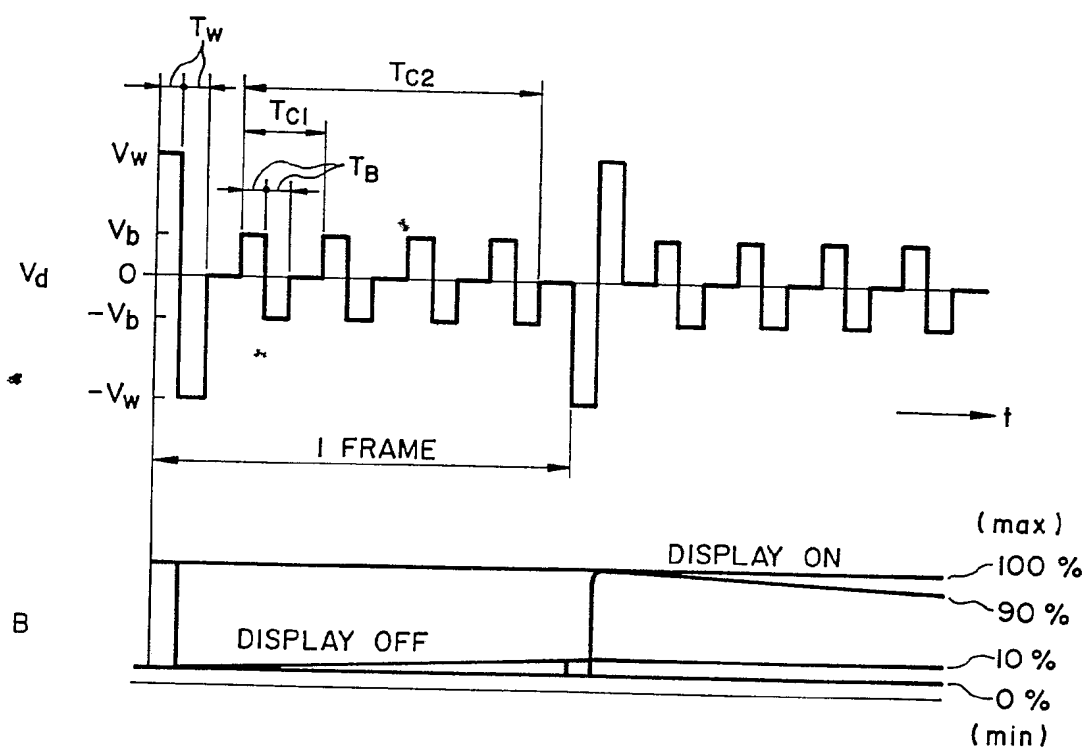 Tw
Tc2
Tc1
TB
Vw
Vb
Vd
0
-Vb
-Vw
t
1 FRAME
(max)
DISPLAY ON
100 %
90 %
B
DISPLAY OFF
10 %
0 %
(min)